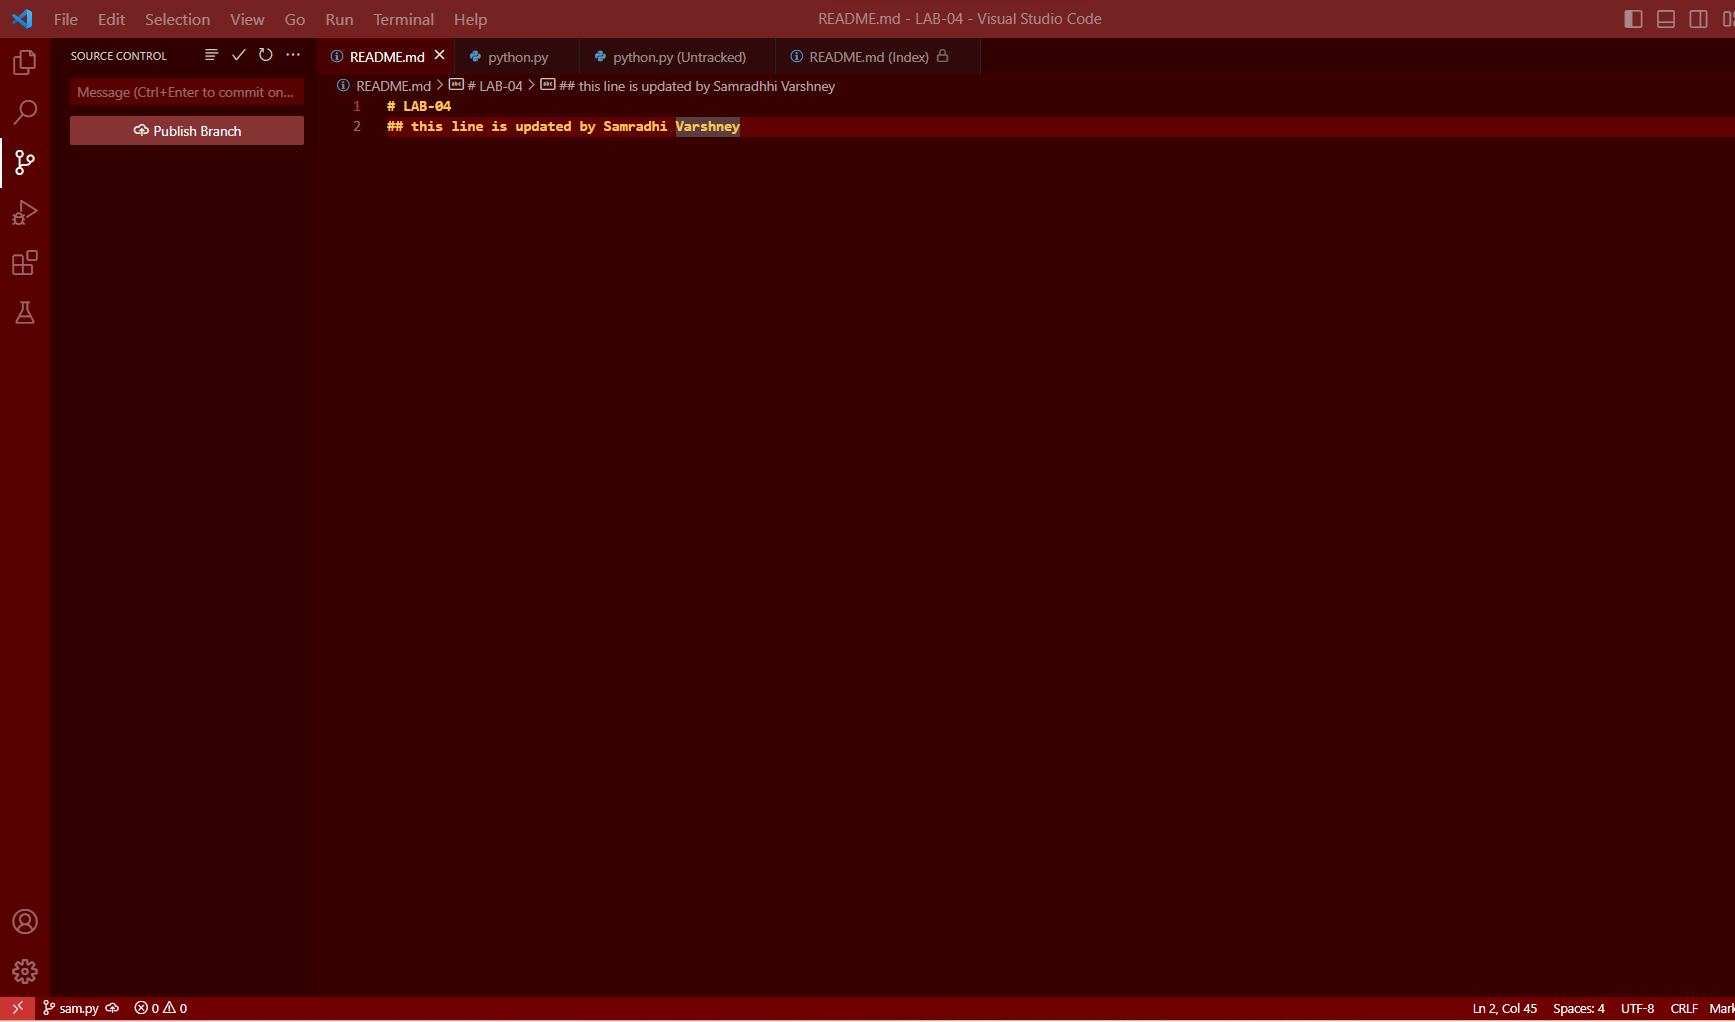 File Edit Selection View Go Run Terminal Help README.md - LAB-04 - Visual Studio Code
SOURCE CONTROL
README.md python.py python.py (Untracked) README.md (Index)
README.md > # LAB-04 > ## this line is updated by Samradhhi Varshney
Message (Ctrl+Enter to commit on...
Publish Branch
1 # LAB-04
2 ## this line is updated by Samradhi Varshney
sam.py 0 0 Ln 2, Col 45 Spaces: 4 UTF-8 CRLF Mark